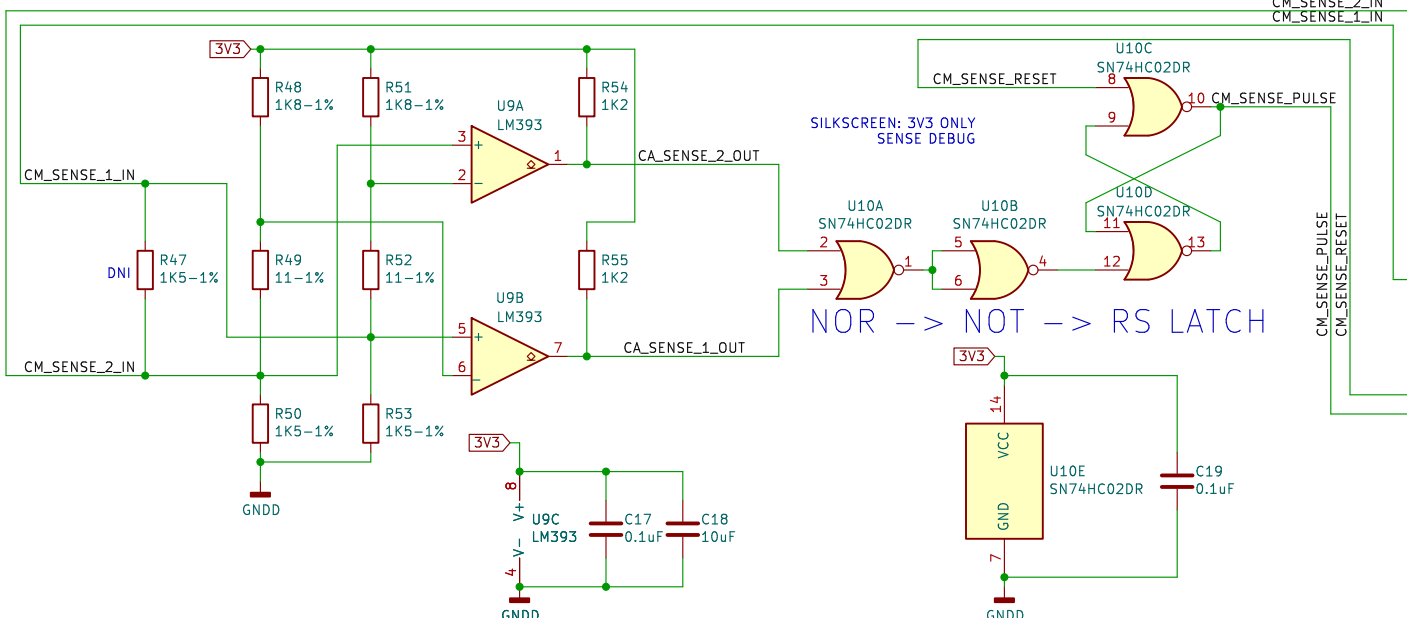 CM_SENSE_2_IN
CM_SENSE_1_IN
3V3
R48
1K8-1%
R51
1K8-1%
R54
1K2
U9A
LM393
3
+
2
−
1
CA_SENSE_2_OUT
CM_SENSE_1_IN
DNI
R47
1K5-1%
R49
11-1%
R52
11-1%
R55
1K2
U9B
LM393
5
+
6
−
7
CA_SENSE_1_OUT
CM_SENSE_2_IN
R50
1K5-1%
R53
1K5-1%
GNDD
SILKSCREEN: 3V3 ONLY
SENSE DEBUG
CM_SENSE_RESET
U10C
SN74HC02DR
8
9
10
CM_SENSE_PULSE
U10A
SN74HC02DR
2
3
1
U10B
SN74HC02DR
5
6
4
U10D
SN74HC02DR
11
12
13
NOR -> NOT -> RS LATCH
CM_SENSE_PULSE
CM_SENSE_RESET
3V3
8
V+
V-
4
U9C
LM393
C17
0.1uF
C18
10uF
GNDD
3V3
14
VCC
GND
7
U10E
SN74HC02DR
C19
0.1uF
GNDD